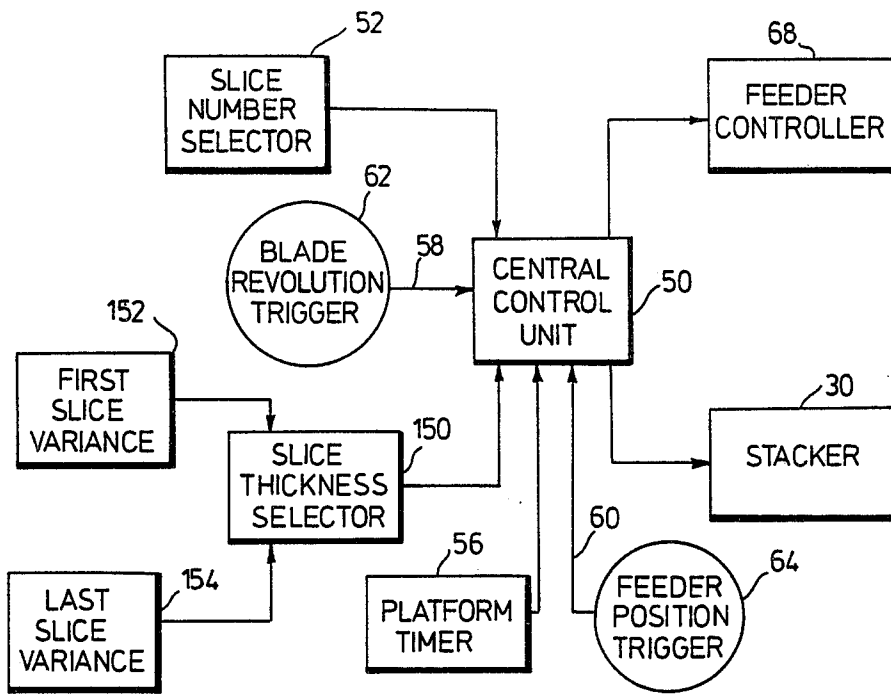 52
SLICE
NUMBER
SELECTOR
68
FEEDER
CONTROLLER
62
BLADE
REVOLUTION
TRIGGER
58
CENTRAL
CONTROL
UNIT
50
152
FIRST
SLICE
VARIANCE
150
SLICE
THICKNESS
SELECTOR
30
STACKER
154
LAST
SLICE
VARIANCE
56
PLATFORM
TIMER
60
64
FEEDER
POSITION
TRIGGER